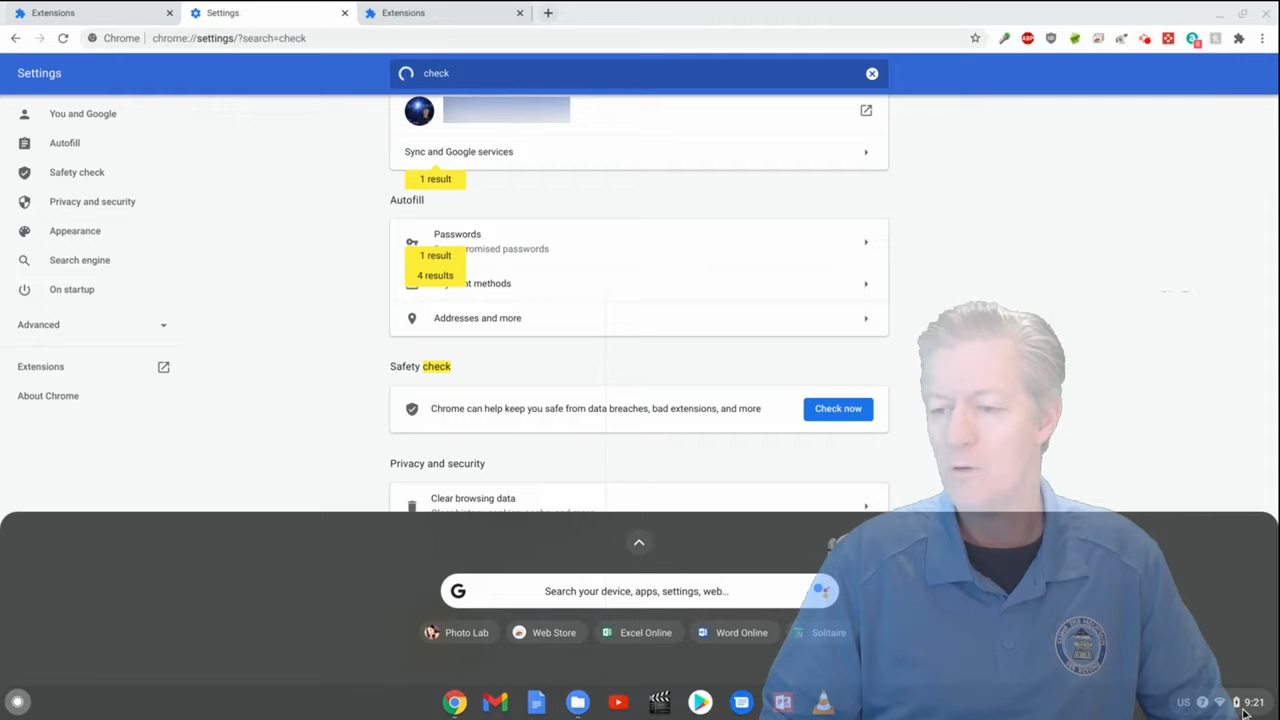 Extensions
Settings
Extensions
Chrome
chrome://settings/?search=check
ABP
8
Settings
check
You and Google
Autofill
Safety check
Privacy and security
Appearance
Search engine
On startup
Advanced
Extensions
About Chrome
Sync and Google services
1 result
Autofill
Passwords
1 result
4 results
methods
Addresses and more
Safety check
Chrome can help keep you safe from data breaches, bad extensions, and more
Check now
Privacy and security
Clear browsing data
G
Search your device, apps, settings, web...
Photo Lab
Web Store
Excel Online
Word Online
Solitaire
US
7
9:21